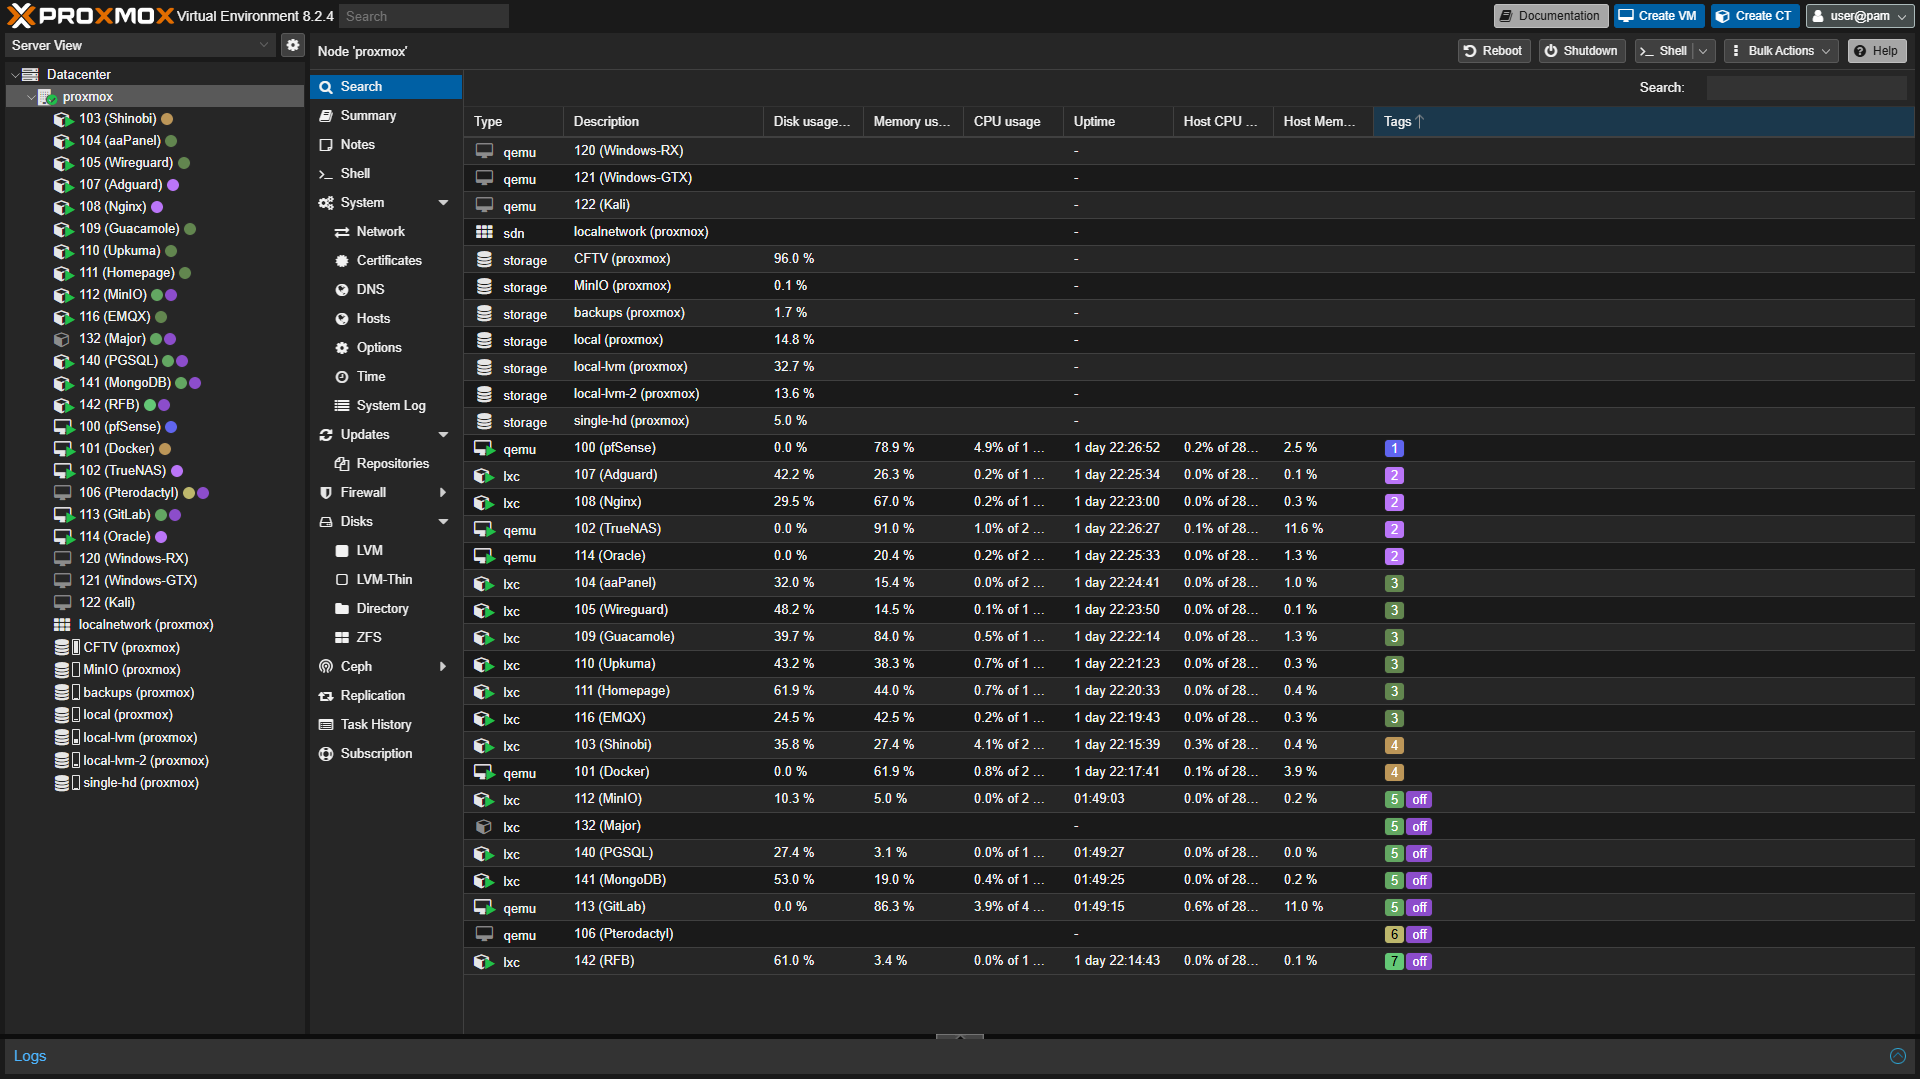 PROXMOX Virtual Environment 8.2.4 Search Documentation Create VM Create CT user@pam
Server View
Node 'proxmox' Reboot Shutdown Shell Bulk Actions Help
Datacenter
proxmox
103 (Shinobi)
104 (aaPanel)
105 (Wireguard)
107 (Adguard)
108 (Nginx)
109 (Guacamole)
110 (Upkuma)
111 (Homepage)
112 (MinIO)
116 (EMQX)
132 (Major)
140 (PGSQL)
141 (MongoDB)
142 (RFB)
100 (pfSense)
101 (Docker)
102 (TrueNAS)
106 (Pterodactyl)
113 (GitLab)
114 (Oracle)
120 (Windows-RX)
121 (Windows-GTX)
122 (Kali)
localnetwork (proxmox)
CFTV (proxmox)
MinIO (proxmox)
backups (proxmox)
local (proxmox)
local-lvm (proxmox)
local-lvm-2 (proxmox)
single-hd (proxmox)
Search
Summary
Notes
Shell
System
Network
Certificates
DNS
Hosts
Options
Time
System Log
Updates
Repositories
Firewall
Disks
LVM
LVM-Thin
Directory
ZFS
Ceph
Replication
Task History
Subscription
Search:
Type Description Disk usage... Memory us... CPU usage Uptime Host CPU ... Host Mem... Tags
qemu 120 (Windows-RX) -
qemu 121 (Windows-GTX) -
qemu 122 (Kali) -
sdn localnetwork (proxmox) -
storage CFTV (proxmox) 96.0 % -
storage MinIO (proxmox) 0.1 % -
storage backups (proxmox) 1.7 % -
storage local (proxmox) 14.8 % -
storage local-lvm (proxmox) 32.7 % -
storage local-lvm-2 (proxmox) 13.6 % -
storage single-hd (proxmox) 5.0 % -
qemu 100 (pfSense) 0.0 % 78.9 % 4.9% of 1 ... 1 day 22:26:52 0.2% of 28... 2.5 % 1
lxc 107 (Adguard) 42.2 % 26.3 % 0.2% of 1 ... 1 day 22:25:34 0.0% of 28... 0.1 % 2
lxc 108 (Nginx) 29.5 % 67.0 % 0.2% of 1 ... 1 day 22:23:00 0.0% of 28... 0.3 % 2
qemu 102 (TrueNAS) 0.0 % 91.0 % 1.0% of 2 ... 1 day 22:26:27 0.1% of 28... 11.6 % 2
qemu 114 (Oracle) 0.0 % 20.4 % 0.2% of 2 ... 1 day 22:25:33 0.0% of 28... 1.3 % 2
lxc 104 (aaPanel) 32.0 % 15.4 % 0.0% of 2 ... 1 day 22:24:41 0.0% of 28... 1.0 % 3
lxc 105 (Wireguard) 48.2 % 14.5 % 0.1% of 1 ... 1 day 22:23:50 0.0% of 28... 0.1 % 3
lxc 109 (Guacamole) 39.7 % 84.0 % 0.5% of 1 ... 1 day 22:22:14 0.0% of 28... 1.3 % 3
lxc 110 (Upkuma) 43.2 % 38.3 % 0.7% of 1 ... 1 day 22:21:23 0.0% of 28... 0.3 % 3
lxc 111 (Homepage) 61.9 % 44.0 % 0.7% of 1 ... 1 day 22:20:33 0.0% of 28... 0.4 % 3
lxc 116 (EMQX) 24.5 % 42.5 % 0.2% of 1 ... 1 day 22:19:43 0.0% of 28... 0.3 % 3
lxc 103 (Shinobi) 35.8 % 27.4 % 4.1% of 2 ... 1 day 22:15:39 0.3% of 28... 0.4 % 4
qemu 101 (Docker) 0.0 % 61.9 % 0.8% of 2 ... 1 day 22:17:41 0.1% of 28... 3.9 % 4
lxc 112 (MinIO) 10.3 % 5.0 % 0.0% of 2 ... 01:49:03 0.0% of 28... 0.2 % 5 off
lxc 132 (Major) - 5 off
lxc 140 (PGSQL) 27.4 % 3.1 % 0.0% of 1 ... 01:49:27 0.0% of 28... 0.0 % 5 off
lxc 141 (MongoDB) 53.0 % 19.0 % 0.4% of 1 ... 01:49:25 0.0% of 28... 0.2 % 5 off
qemu 113 (GitLab) 0.0 % 86.3 % 3.9% of 4 ... 01:49:15 0.6% of 28... 11.0 % 5 off
qemu 106 (Pterodactyl) - 6 off
lxc 142 (RFB) 61.0 % 3.4 % 0.0% of 1 ... 1 day 22:14:43 0.0% of 28... 0.1 % 7 off
Logs